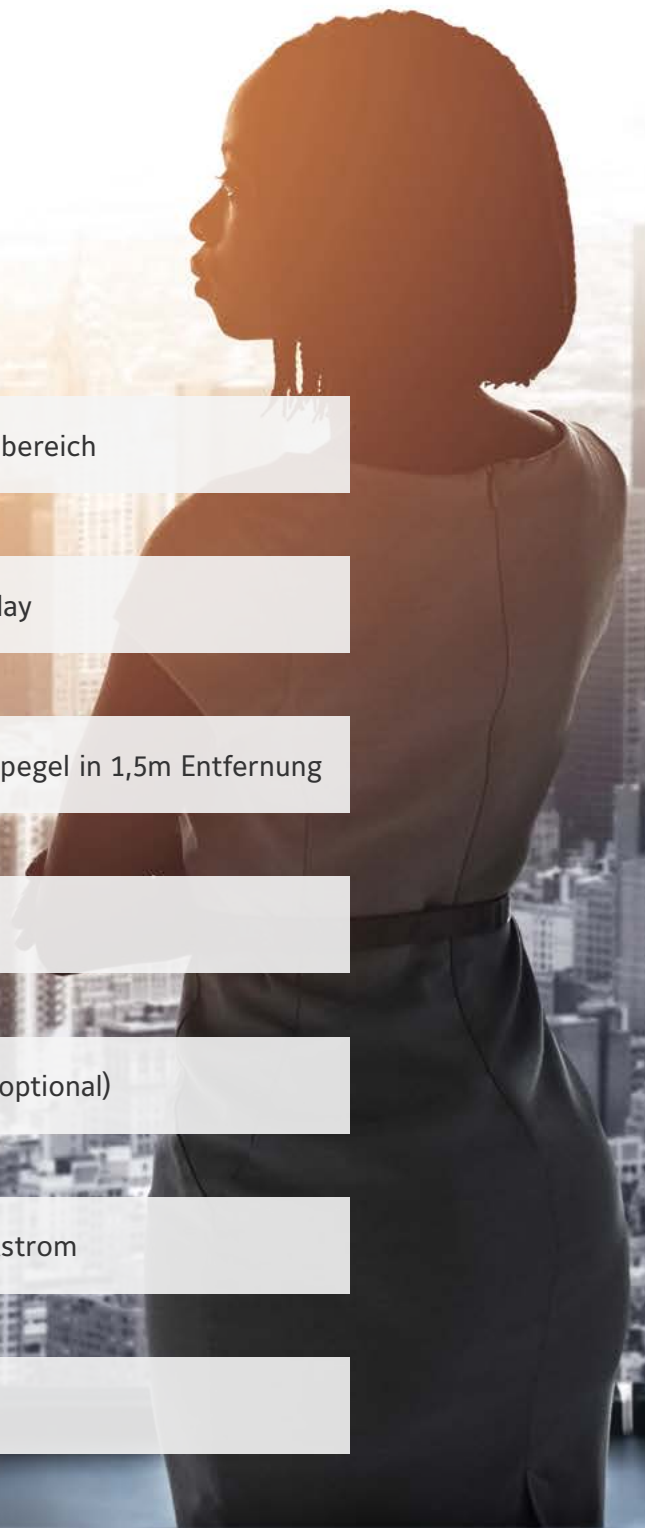 bereich
lay
pegel in 1,5m Entfernung
optional)
strom